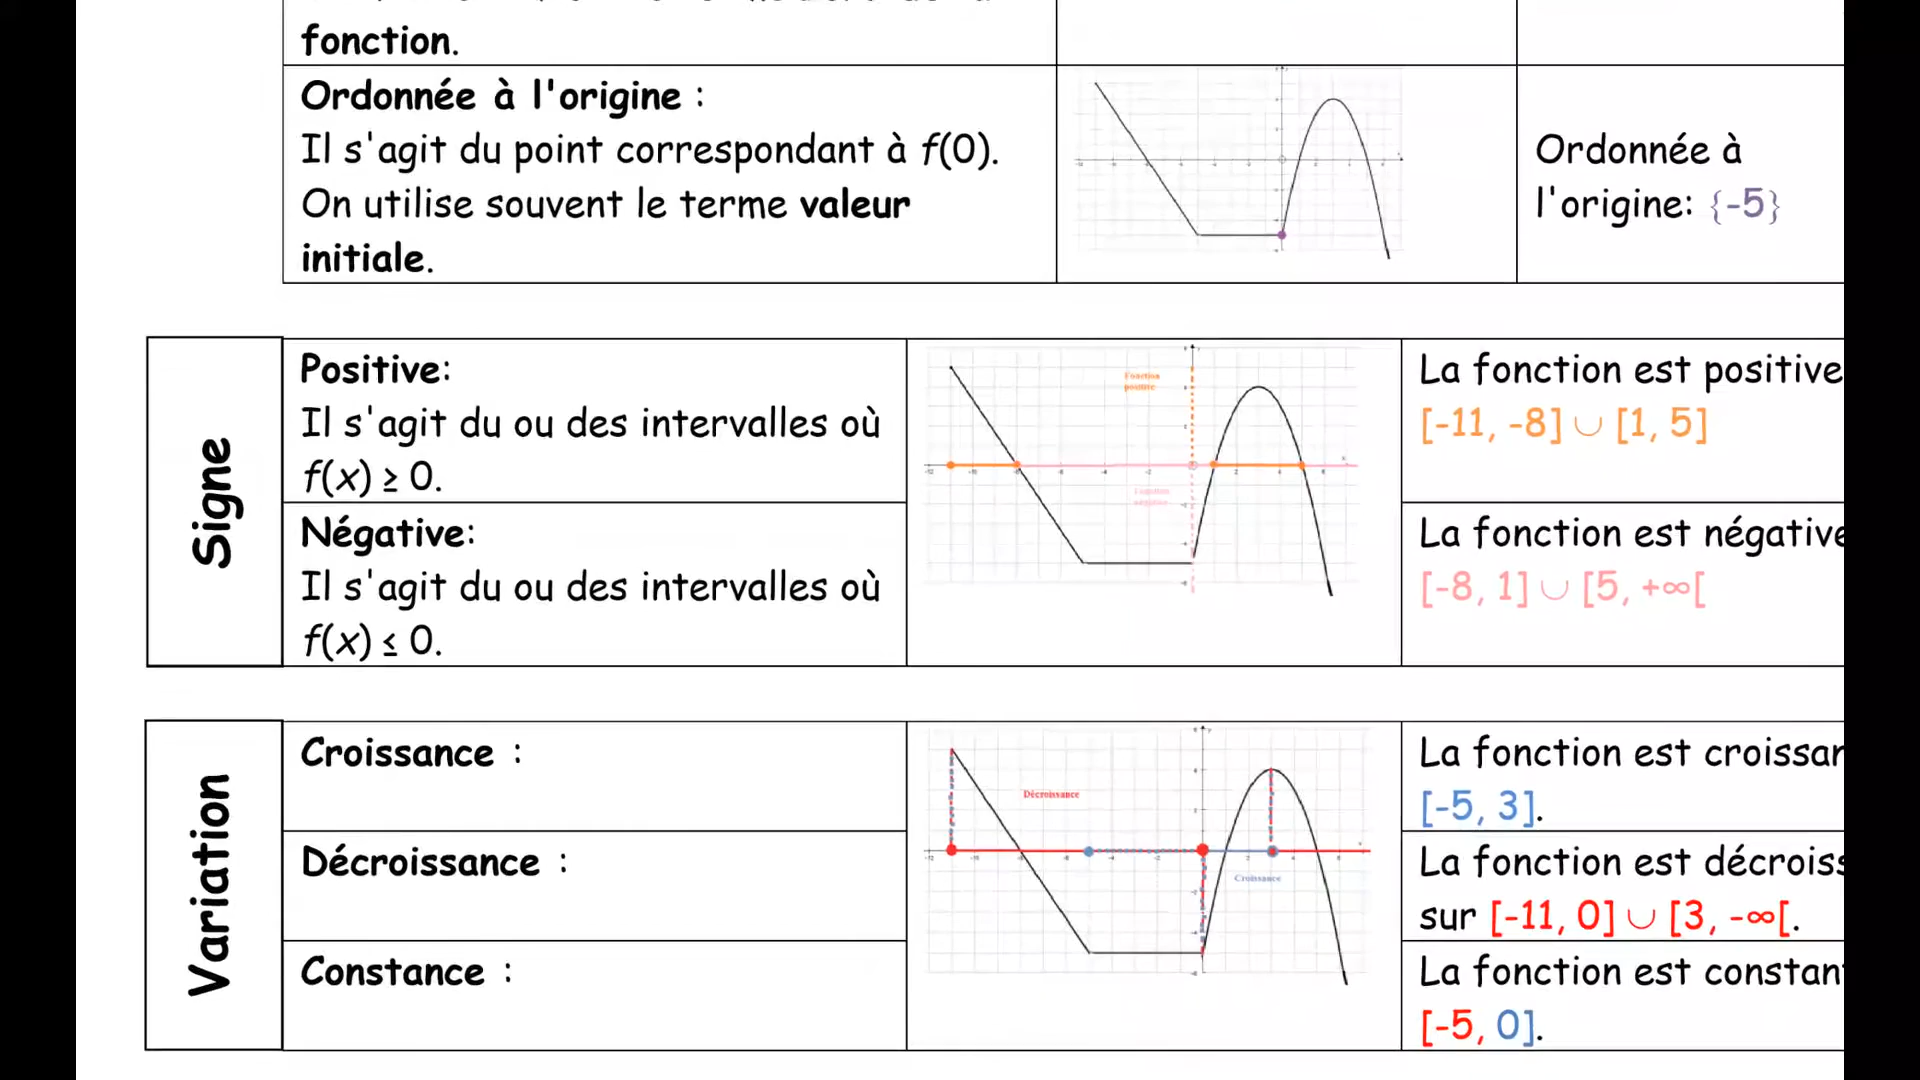 fonction.
Ordonnée à l'origine :
Il s'agit du point correspondant à f(0).
On utilise souvent le terme valeur
initiale.
Ordonnée à
l'origine: {-5}
Signe
Positive:
Il s'agit du ou des intervalles où
f(x) ≥ 0.
Négative:
Il s'agit du ou des intervalles où
f(x) ≤ 0.
Fonction
positive
Fonction
négative
La fonction est positive
[-11, -8] ∪ [1, 5]
La fonction est négative
[-8, 1] ∪ [5, +∞[
Variation
Croissance :
Décroissance :
Constance :
Décroissance
Croissance
La fonction est croissan
[-5, 3].
La fonction est décroiss
sur [-11, 0] ∪ [3, -∞[.
La fonction est constan
[-5, 0].